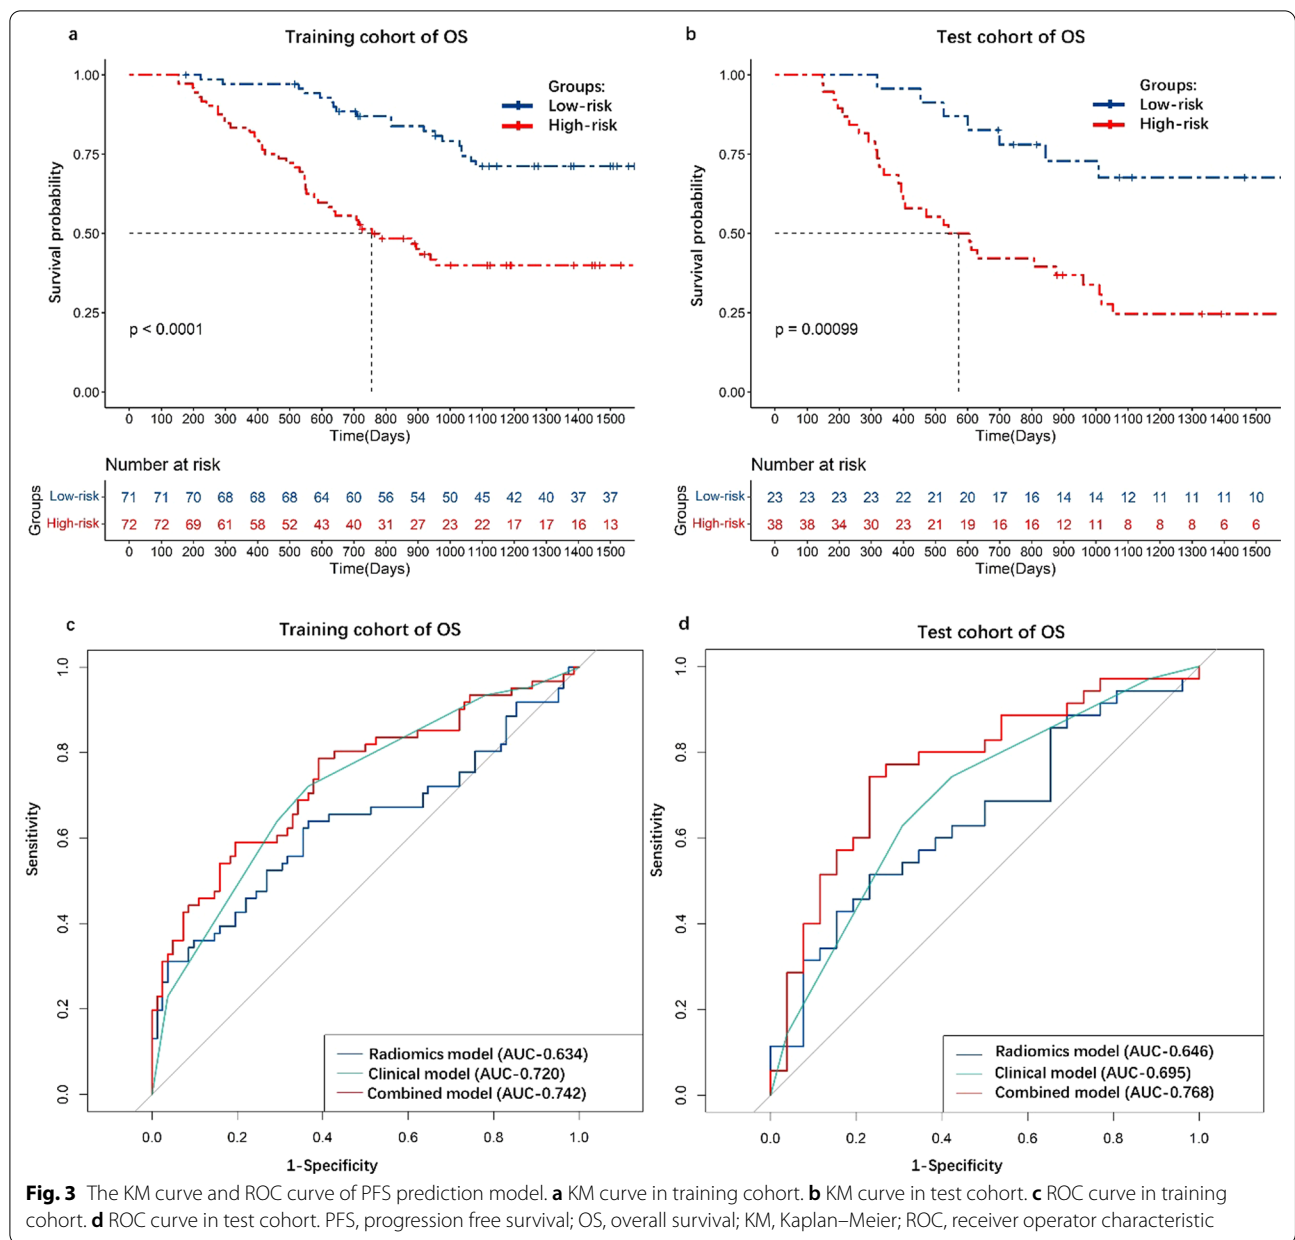 a
Training cohort of OS
1.00
0.75
0.50
0.25
0.00
Survival probability
Groups:
Low-risk
High-risk
p < 0.0001
0 100 200 300 400 500 600 700 800 900 1000 1100 1200 1300 1400 1500
Time(Days)
Number at risk
Groups
Low-risk 71 71 70 68 68 68 64 60 56 54 50 45 42 40 37 37
High-risk 72 72 69 61 58 52 43 40 31 27 23 22 17 17 16 13
0 100 200 300 400 500 600 700 800 900 1000 1100 1200 1300 1400 1500
Time(Days)
b
Test cohort of OS
1.00
0.75
0.50
0.25
0.00
Survival probability
Groups:
Low-risk
High-risk
p = 0.00099
0 100 200 300 400 500 600 700 800 900 1000 1100 1200 1300 1400 1500
Time(Days)
Number at risk
Groups
Low-risk 23 23 23 23 22 21 20 17 16 14 14 12 11 11 11 10
High-risk 38 38 34 30 23 21 19 16 16 12 11 8 8 8 6 6
0 100 200 300 400 500 600 700 800 900 1000 1100 1200 1300 1400 1500
Time(Days)
c
Training cohort of OS
1.0
0.8
0.6
0.4
0.2
0.0
Sensitivity
Radiomics model (AUC-0.634)
Clinical model (AUC-0.720)
Combined model (AUC-0.742)
0.0 0.2 0.4 0.6 0.8 1.0
1-Specificity
d
Test cohort of OS
1.0
0.8
0.6
0.4
0.2
0.0
Sensitivity
Radiomics model (AUC-0.646)
Clinical model (AUC-0.695)
Combined model (AUC-0.768)
0.0 0.2 0.4 0.6 0.8 1.0
1-Specificity
Fig. 3 The KM curve and ROC curve of PFS prediction model. a KM curve in training cohort. b KM curve in test cohort. c ROC curve in training
cohort. d ROC curve in test cohort. PFS, progression free survival; OS, overall survival; KM, Kaplan–Meier; ROC, receiver operator characteristic